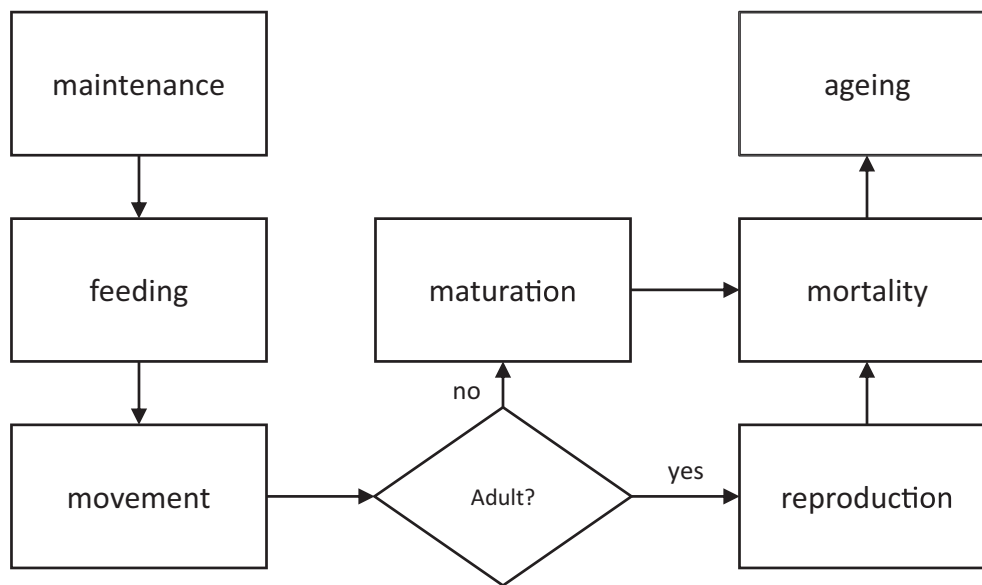 maintenance
ageing
feeding
maturation
mortality
no
movement
Adult?
yes
reproduction